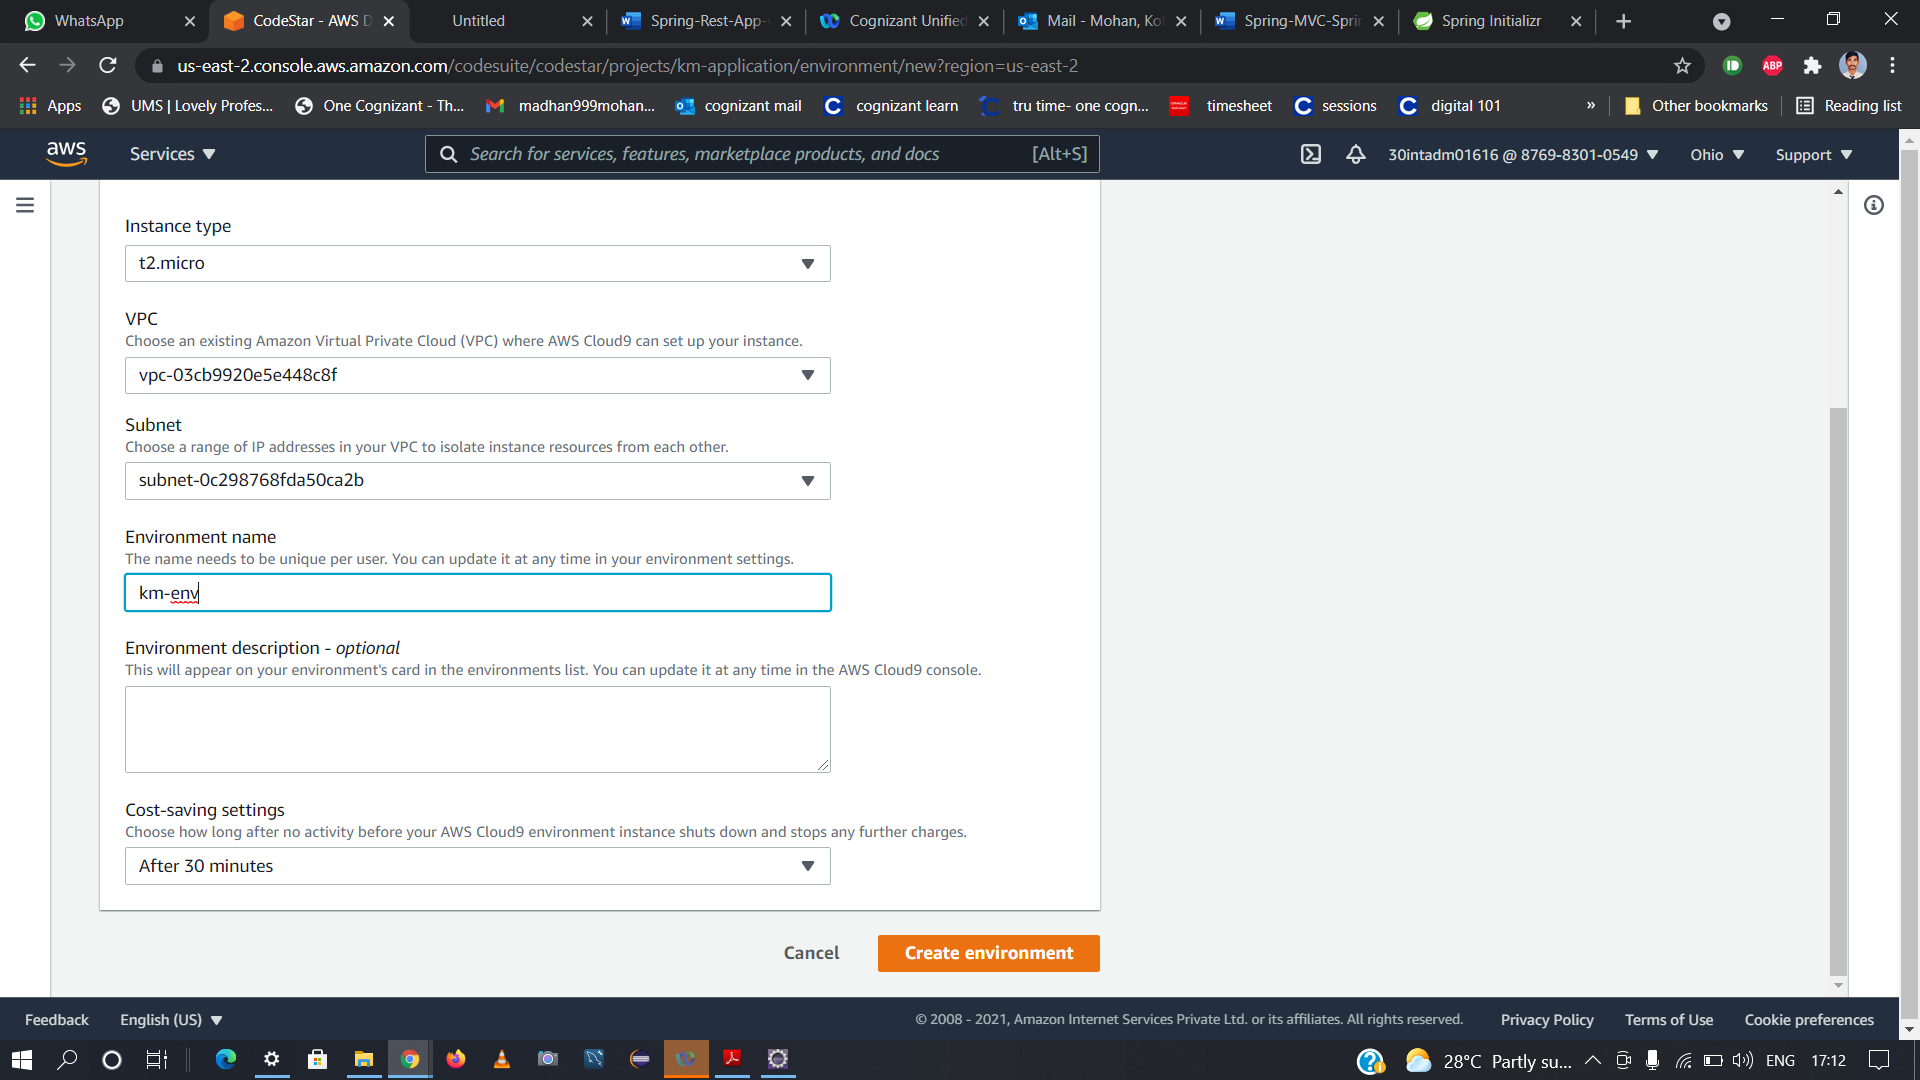 WhatsApp
CodeStar - AWS D
Untitled
Spring-Rest-App-
Cognizant Unified
Mail - Mohan, Ko
Spring-MVC-Sprin
Spring Initializr
us-east-2.console.aws.amazon.com/codesuite/codestar/projects/km-application/environment/new?region=us-east-2
ABP
Apps
UMS | Lovely Profes...
One Cognizant - Th...
madhan999mohan...
cognizant mail
cognizant learn
tru time- one cogn...
timesheet
sessions
digital 101
»
Other bookmarks
Reading list
aws
Services
Search for services, features, marketplace products, and docs
[Alt+S]
30intadm01616 @ 8769-8301-0549
Ohio
Support
Instance type
t2.micro
VPC
Choose an existing Amazon Virtual Private Cloud (VPC) where AWS Cloud9 can set up your instance.
vpc-03cb9920e5e448c8f
Subnet
Choose a range of IP addresses in your VPC to isolate instance resources from each other.
subnet-0c298768fda50ca2b
Environment name
The name needs to be unique per user. You can update it at any time in your environment settings.
km-env
Environment description - optional
This will appear on your environment's card in the environments list. You can update it at any time in the AWS Cloud9 console.
Cost-saving settings
Choose how long after no activity before your AWS Cloud9 environment instance shuts down and stops any further charges.
After 30 minutes
Cancel
Create environment
Feedback
English (US)
© 2008 - 2021, Amazon Internet Services Private Ltd. or its affiliates. All rights reserved.
Privacy Policy
Terms of Use
Cookie preferences
28°C Partly su...
ENG
17:12